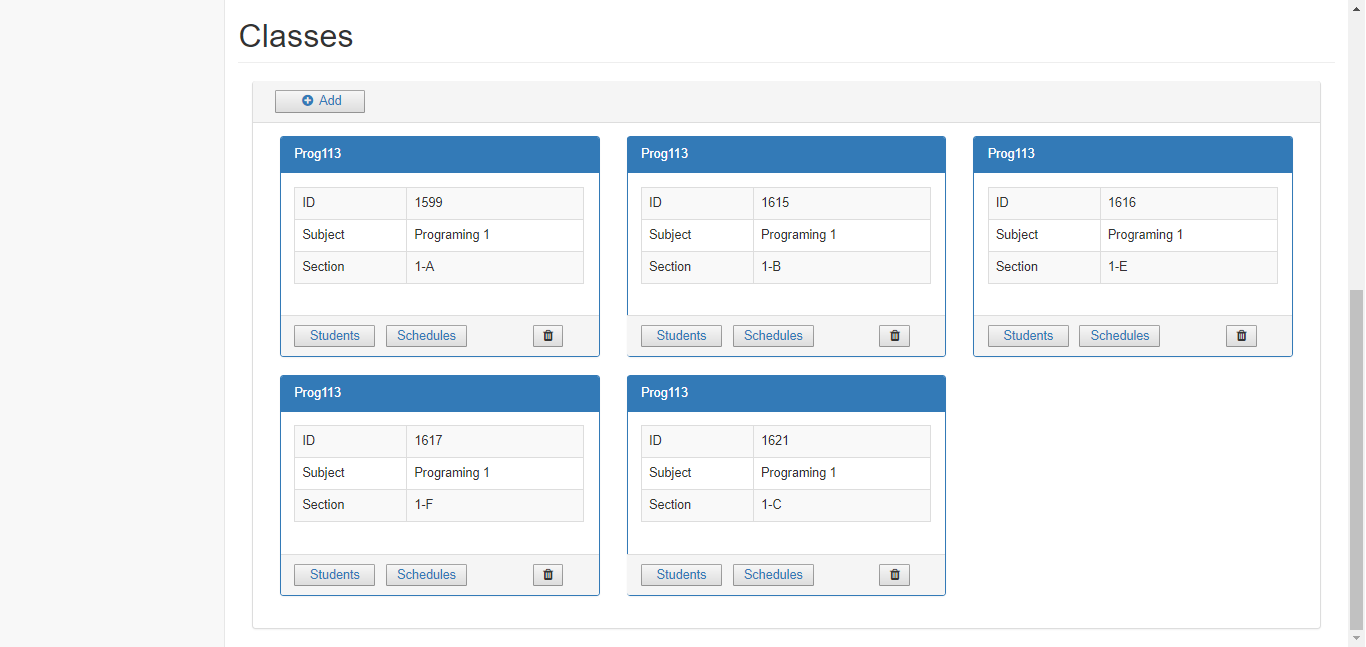 Classes
Add
Prog113
ID 1599
Subject Programing 1
Section 1-A
Students Schedules
Prog113
ID 1615
Subject Programing 1
Section 1-B
Students Schedules
Prog113
ID 1616
Subject Programing 1
Section 1-E
Students Schedules
Prog113
ID 1617
Subject Programing 1
Section 1-F
Students Schedules
Prog113
ID 1621
Subject Programing 1
Section 1-C
Students Schedules